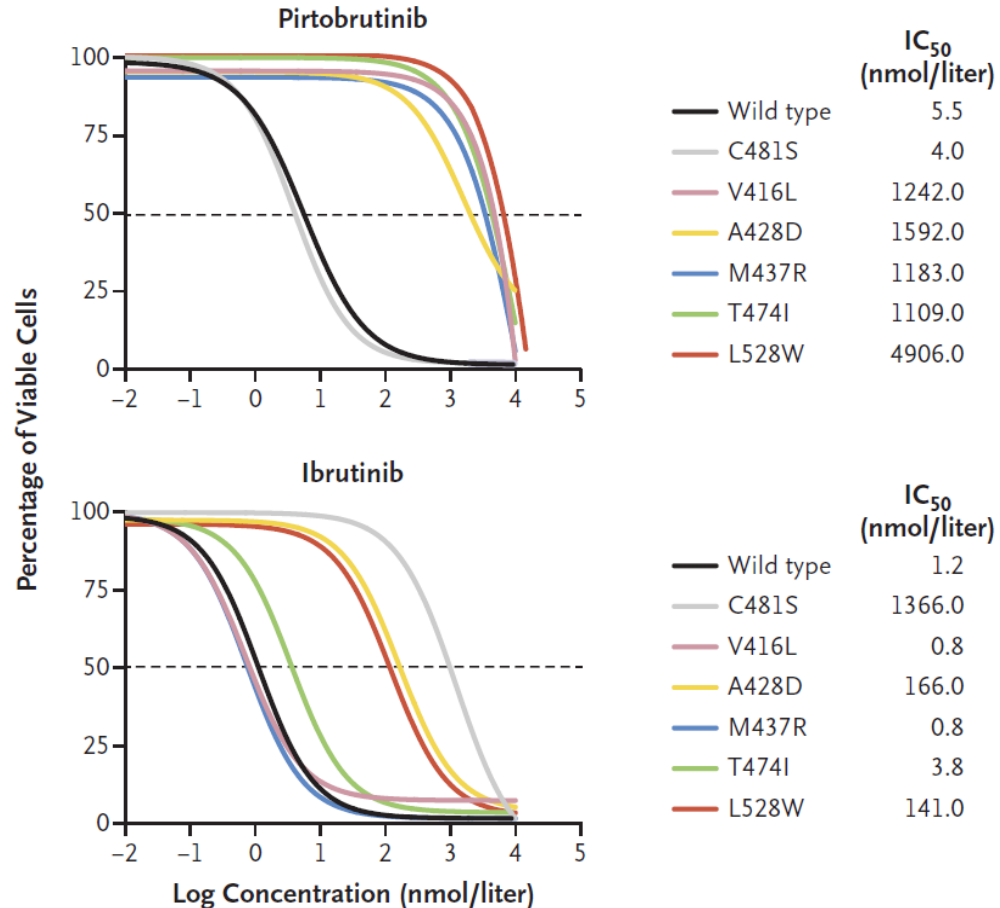 Pirtobrutinib
IC50
(nmol/liter)
100
75
50
25
0
−2 −1 0 1 2 3 4 5
Wild type 5.5
C481S 4.0
V416L 1242.0
A428D 1592.0
M437R 1183.0
T474I 1109.0
L528W 4906.0
Percentage of Viable Cells
Ibrutinib
IC50
(nmol/liter)
100
75
50
25
0
−2 −1 0 1 2 3 4 5
Wild type 1.2
C481S 1366.0
V416L 0.8
A428D 166.0
M437R 0.8
T474I 3.8
L528W 141.0
Log Concentration (nmol/liter)